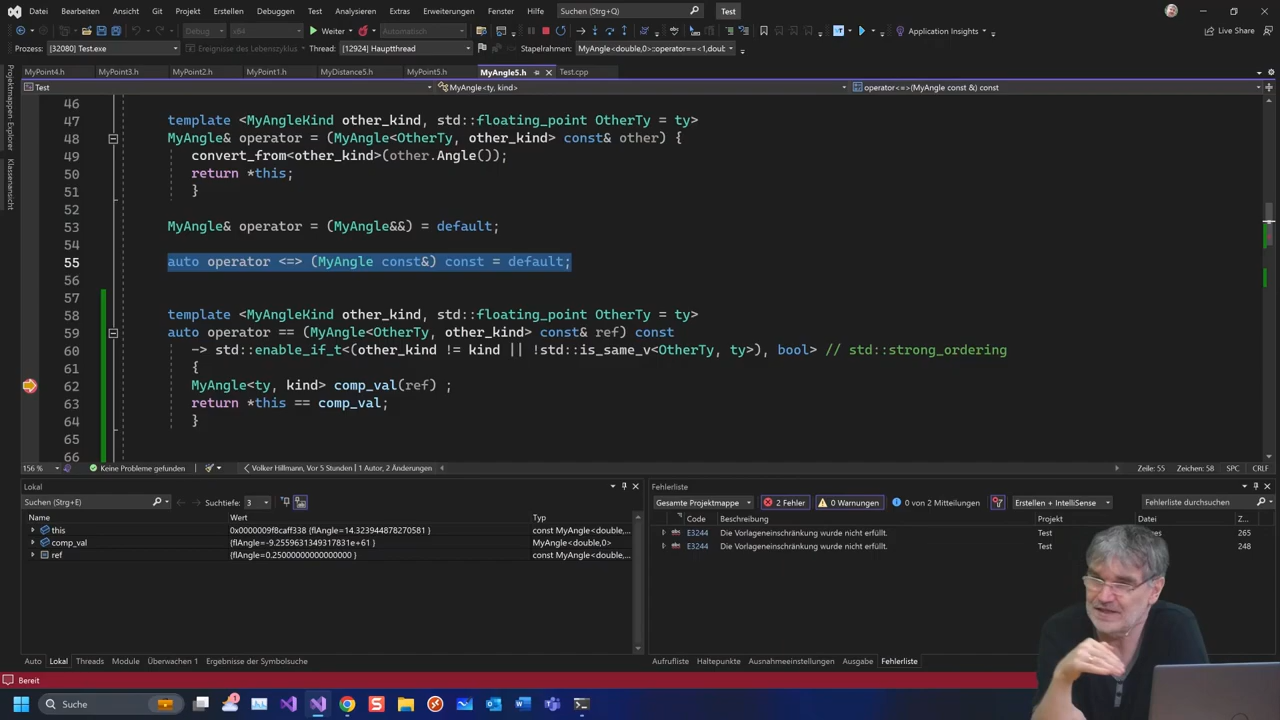 Datei Bearbeiten Ansicht Git Projekt Erstellen Debuggen Test Analysieren Extras Erweiterungen Fenster Hilfe Suchen (Strg+Q) Test
Debug x64 Weiter Automatisch Application Insights Live Share
Prozess: [32080] Test.exe Ereignisse des Lebenszyklus Thread: [12924] Hauptthread Stapelrahmen: MyAngle<double,0>::operator==<1,doub
MyPoint4.h MyPoint3.h MyPoint2.h MyPoint1.h MyDistance5.h MyPoint5.h MyAngle5.h Test.cpp
Test MyAngle<ty, kind> operator<=>(MyAngle const &) const
Projektmappen-Explorer
Klassenansicht
46
47 template <MyAngleKind other_kind, std::floating_point OtherTy = ty>
48 MyAngle& operator = (MyAngle<OtherTy, other_kind> const& other) {
49 convert_from<other_kind>(other.Angle());
50 return *this;
51 }
52
53 MyAngle& operator = (MyAngle&&) = default;
54
55 auto operator <=> (MyAngle const&) const = default;
56
57
58 template <MyAngleKind other_kind, std::floating_point OtherTy = ty>
59 auto operator == (MyAngle<OtherTy, other_kind> const& ref) const
60 -> std::enable_if_t<(other_kind != kind || !std::is_same_v<OtherTy, ty>), bool> // std::strong_ordering
61 {
62 MyAngle<ty, kind> comp_val(ref) ;
63 return *this == comp_val;
64 }
65
66
156 % Keine Probleme gefunden Volker Hillmann, Vor 5 Stunden | 1 Autor, 2 Änderungen Zeile: 55 Zeichen: 58 SPC CRLF
Lokal
Suchen (Strg+E) Suchtiefe: 3
Name Wert Typ
this 0x0000009f8caff338 {flAngle=14.323944878270581 } MyAngle<double,...
comp_val {flAngle=-9.2559631349317831e+61 } MyAngle<double,0>
ref {flAngle=0.25000000000000000 } const MyAngle<double,...
Auto Lokal Threads Module Überwachen 1 Ergebnisse der Symbolsuche
Fehlerliste
Gesamte Projektmappe 2 Fehler 0 Warnungen 0 von 2 Mitteilungen Erstellen + IntelliSense Fehlerliste durchsuchen
Code Beschreibung Projekt Datei Z...
E3244 Die Vorlageneinschränkung wurde nicht erfüllt. Test 265
E3244 Die Vorlageneinschränkung wurde nicht erfüllt. Test 248
Aufrufliste Haltepunkte Ausnahmeeinstellungen Ausgabe Fehlerliste
Bereit
Suche